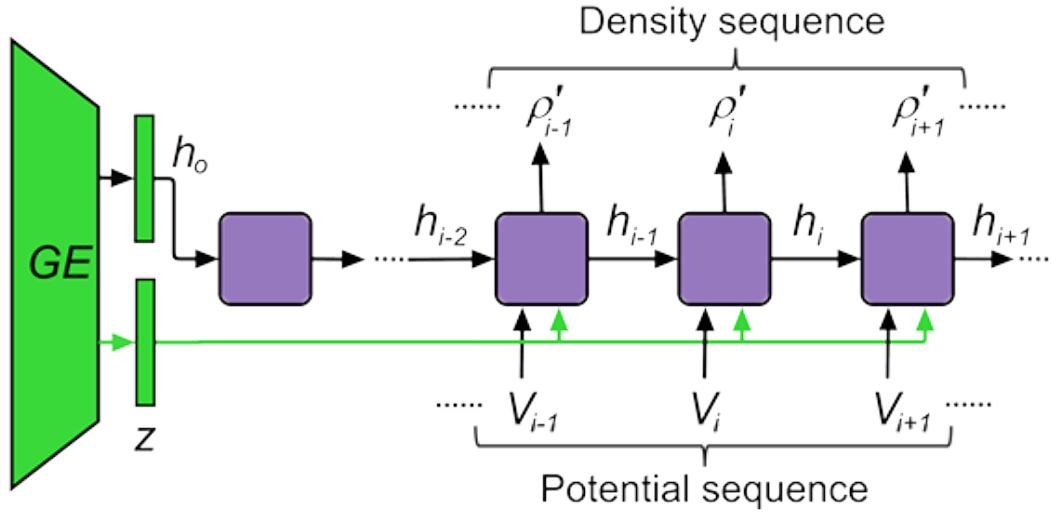 Density sequence
...... ρ'i-1 ρ'i ρ'i+1 ......
ho
hi-2 hi-1 hi hi+1
GE
..... .....
z
...... Vi-1 Vi Vi+1 ......
Potential sequence